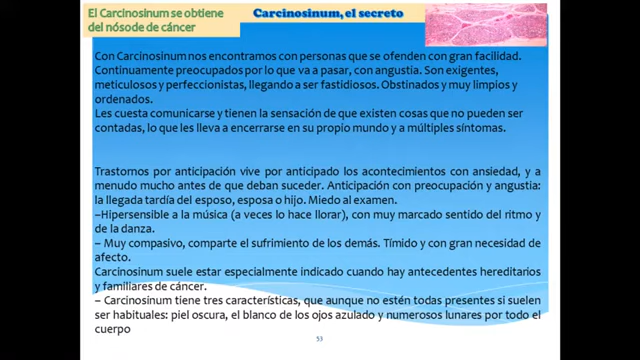 El Carcinosinum se obtiene
del nósode de cáncer
Carcinosinum, el secreto
Con Carcinosinum nos encontramos con personas que se ofenden con gran facilidad.
Continuamente preocupados por lo que va a pasar, con angustia. Son exigentes,
meticulosos y perfeccionistas, llegando a ser fastidiosos. Obstinados y muy limpios y
ordenados.
Les cuesta comunicarse y tienen la sensación de que existen cosas que no pueden ser
contadas, lo que les lleva a encerrarse en su propio mundo y a múltiples síntomas.
Trastornos por anticipación vive por anticipado los acontecimientos con ansiedad, y a
menudo mucho antes de que deban suceder. Anticipación con preocupación y angustia:
la llegada tardía del esposo, esposa o hijo. Miedo al examen.
–Hipersensible a la música (a veces lo hace llorar), con muy marcado sentido del ritmo y
de la danza.
– Muy compasivo, comparte el sufrimiento de los demás. Tímido y con gran necesidad de
afecto.
Carcinosinum suele estar especialmente indicado cuando hay antecedentes hereditarios
y familiares de cáncer.
– Carcinosinum tiene tres características, que aunque no estén todas presentes si suelen
ser habituales: piel oscura, el blanco de los ojos azulado y numerosos lunares por todo el
cuerpo
53